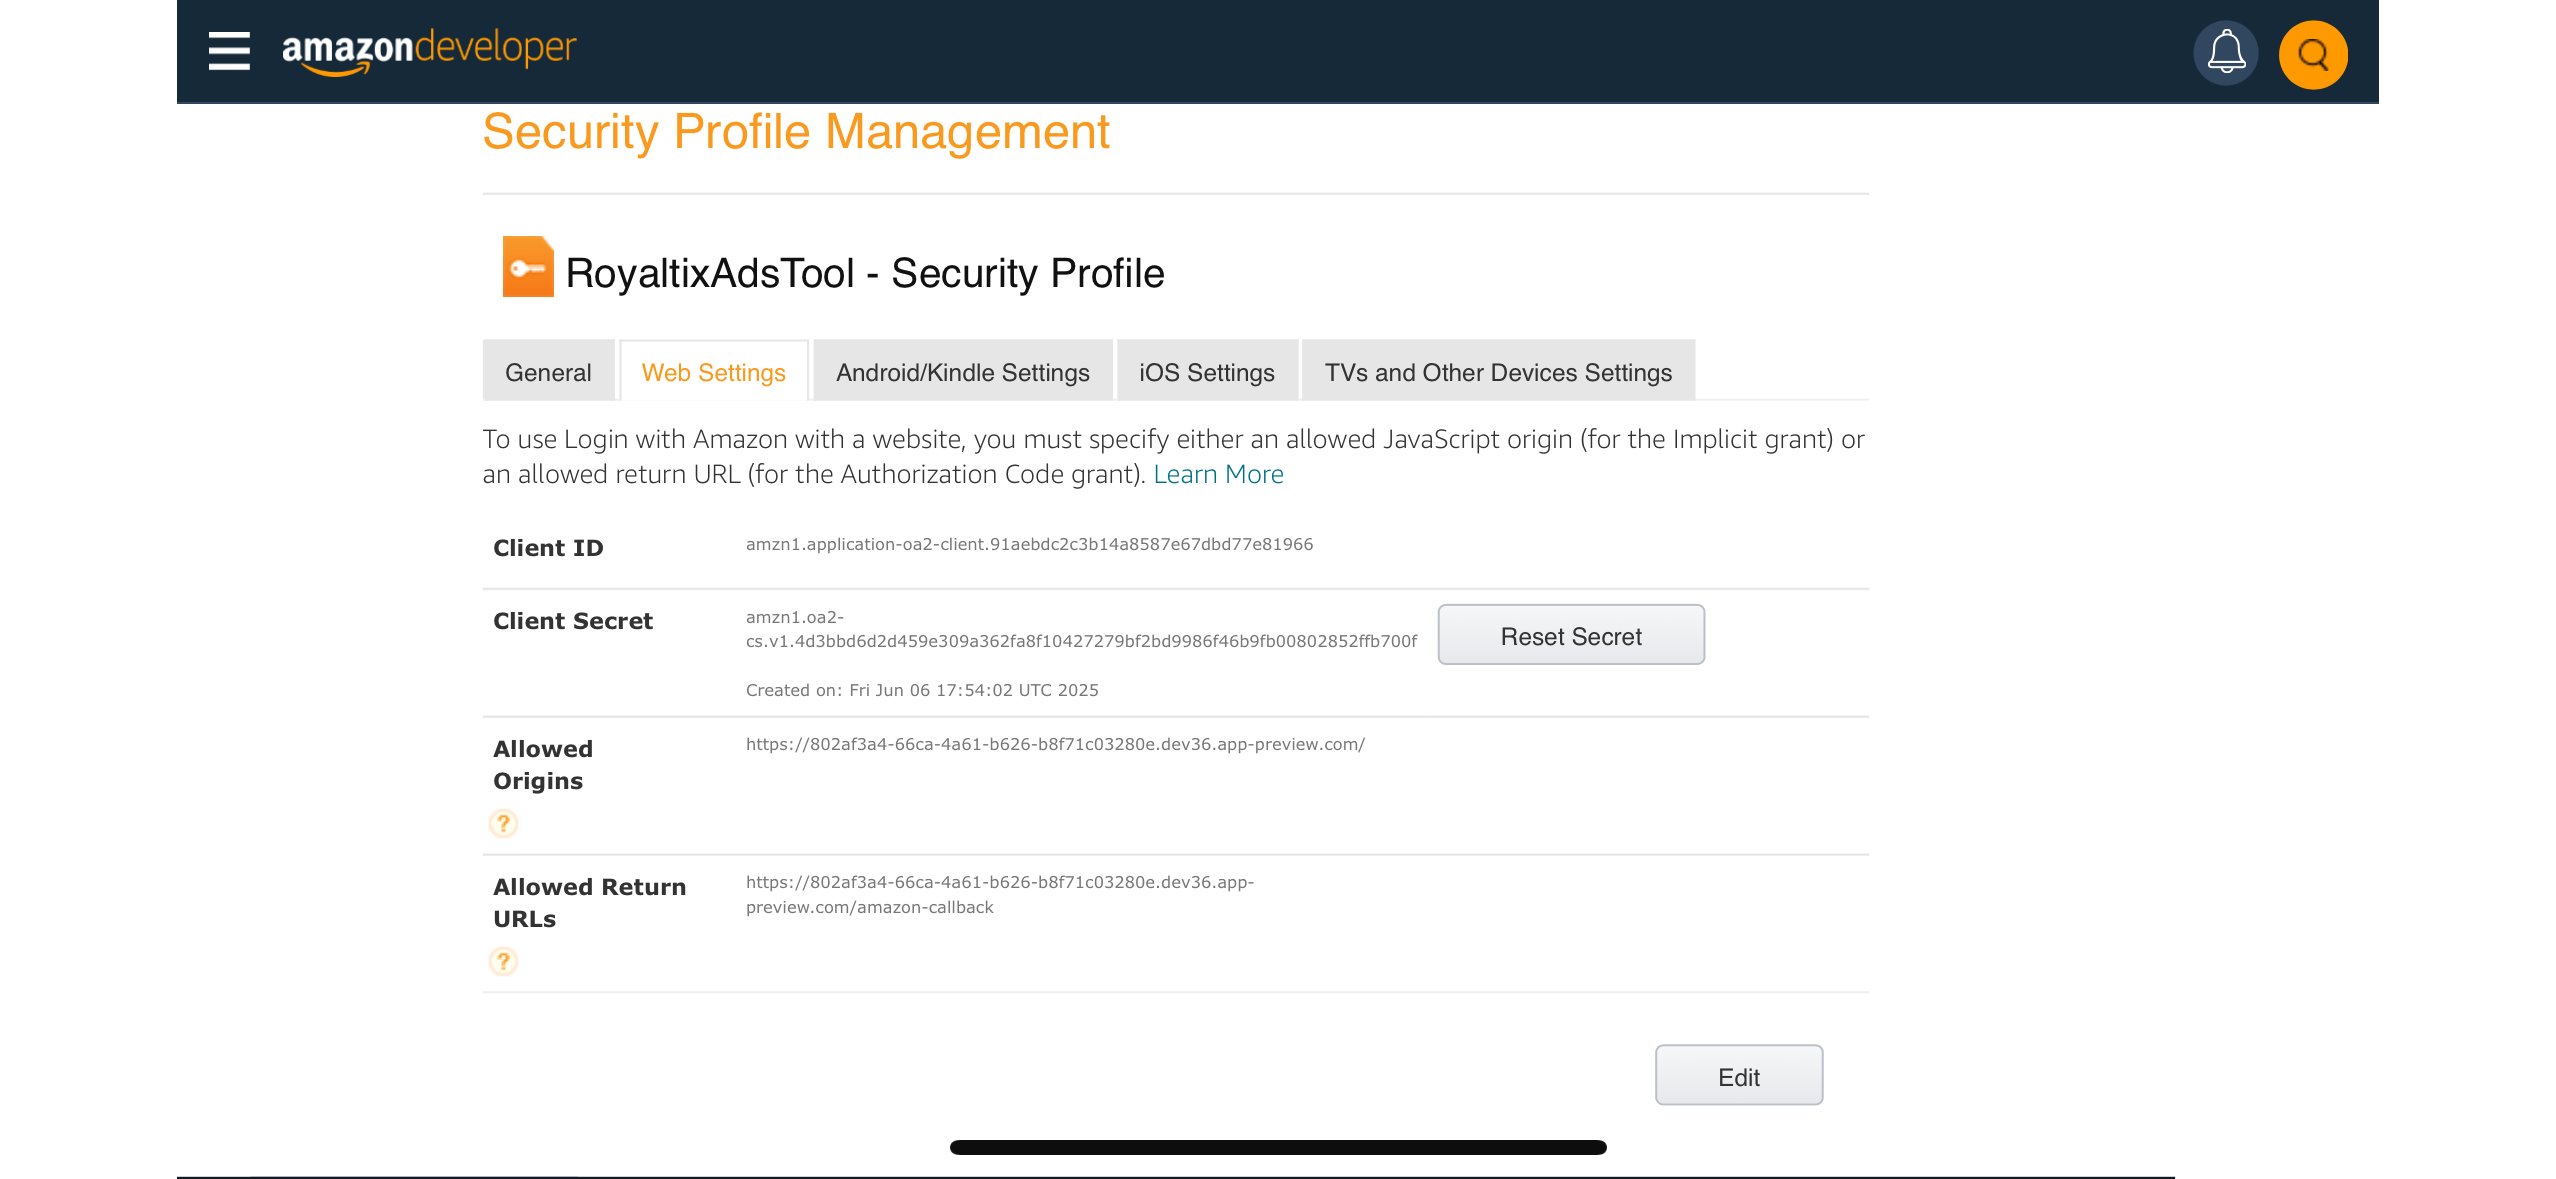 amazondeveloper
Security Profile Management
RoyaltixAdsTool - Security Profile
General
Web Settings
Android/Kindle Settings
iOS Settings
TVs and Other Devices Settings
To use Login with Amazon with a website, you must specify either an allowed JavaScript origin (for the Implicit grant) or
an allowed return URL (for the Authorization Code grant). Learn More
Client ID
amzn1.application-oa2-client.91aebdc2c3b14a8587e67dbd77e81966
Client Secret
amzn1.oa2-
cs.v1.4d3bbd6d2d459e309a362fa8f10427279bf2bd9986f46b9fb00802852ffb700f
Reset Secret
Created on: Fri Jun 06 17:54:02 UTC 2025
Allowed
Origins
?
https://802af3a4-66ca-4a61-b626-b8f71c03280e.dev36.app-preview.com/
Allowed Return
URLs
?
https://802af3a4-66ca-4a61-b626-b8f71c03280e.dev36.app-
preview.com/amazon-callback
Edit